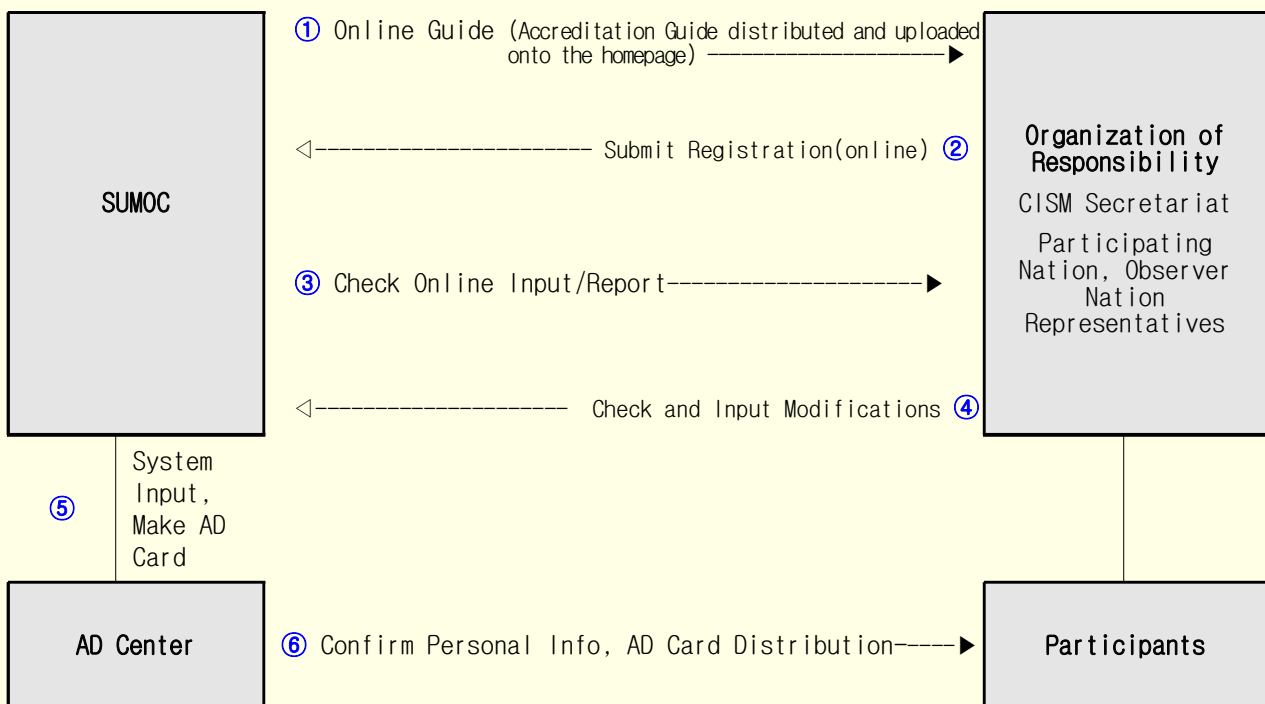 ① Online Guide (Accreditation Guide distributed and uploaded
onto the homepage)
Submit Registration(online) ②
Organization of
Responsibility
SUMOC
CISM Secretariat
Participating
Nation, Observer
Nation
Representatives
③ Check Online Input/Report
Check and Input Modifications ④
⑤
System
Input,
Make AD
Card
AD Center
⑥ Confirm Personal Info, AD Card Distribution
Participants